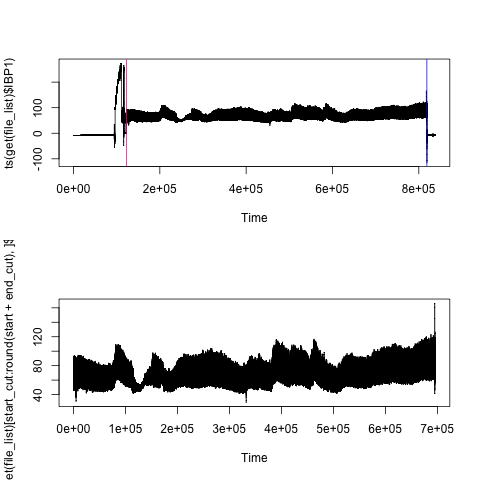 ts(get(file_list)$IBP1)
-100
0
100
0e+00
2e+05
4e+05
6e+05
8e+05
Time
et(file_list)[start_cut:round(start + end_cut), ]$
40
80
120
0e+00
1e+05
2e+05
3e+05
4e+05
5e+05
6e+05
7e+05
Time